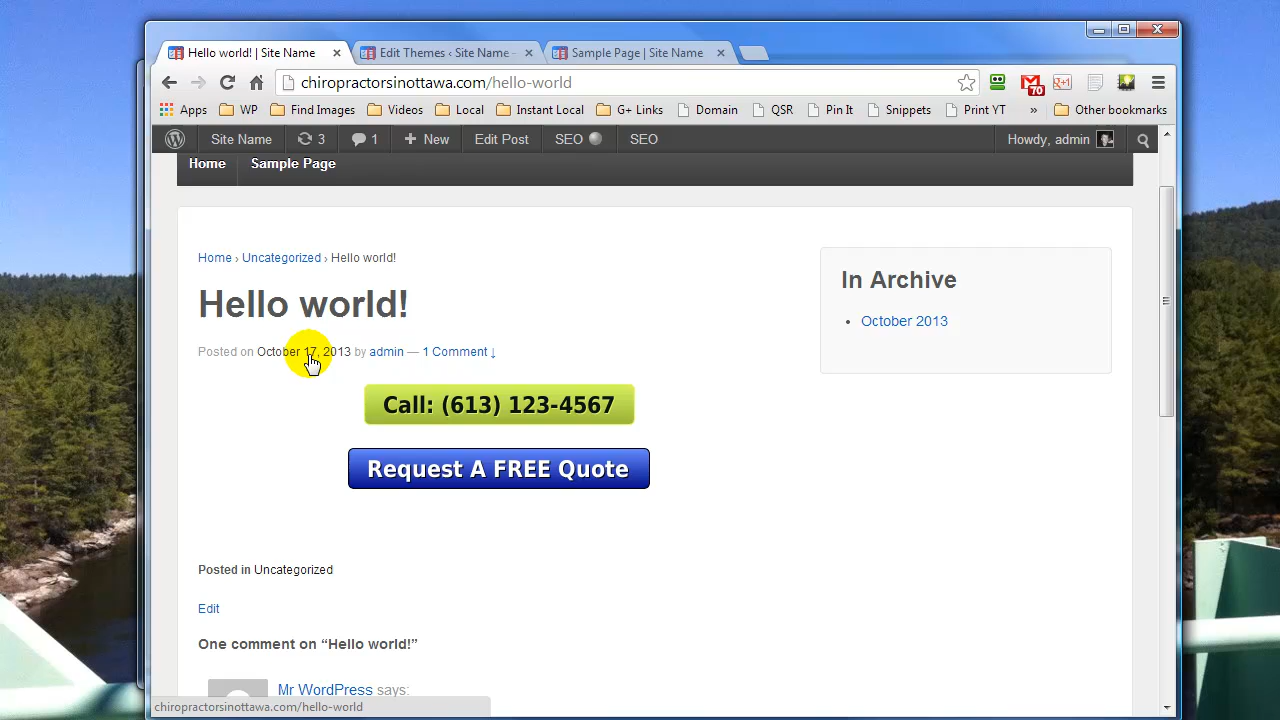 Hello world! | Site Name
Edit Themes ‹ Site Name -
Sample Page | Site Name
chiropractorsinottawa.com/hello-world
70
g+1
Apps
WP
Find Images
Videos
Local
Instant Local
G+ Links
Domain
QSR
Pin It
Snippets
Print YT
»
Other bookmarks
Site Name
3
1
+ New
Edit Post
SEO
SEO
Howdy, admin
Home
Sample Page
Home › Uncategorized › Hello world!
Hello world!
Posted on October 17, 2013 by admin — 1 Comment ↓
Call: (613) 123-4567
Request A FREE Quote
In Archive
• October 2013
Posted in Uncategorized
Edit
One comment on “Hello world!”
Mr WordPress says:
chiropractorsinottawa.com/hello-world